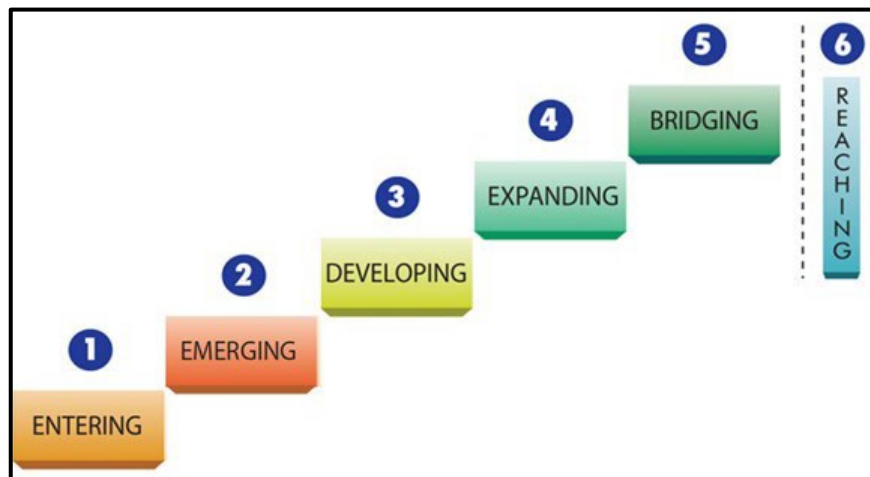 1
ENTERING
2
EMERGING
3
DEVELOPING
4
EXPANDING
5
BRIDGING
6
REACHING